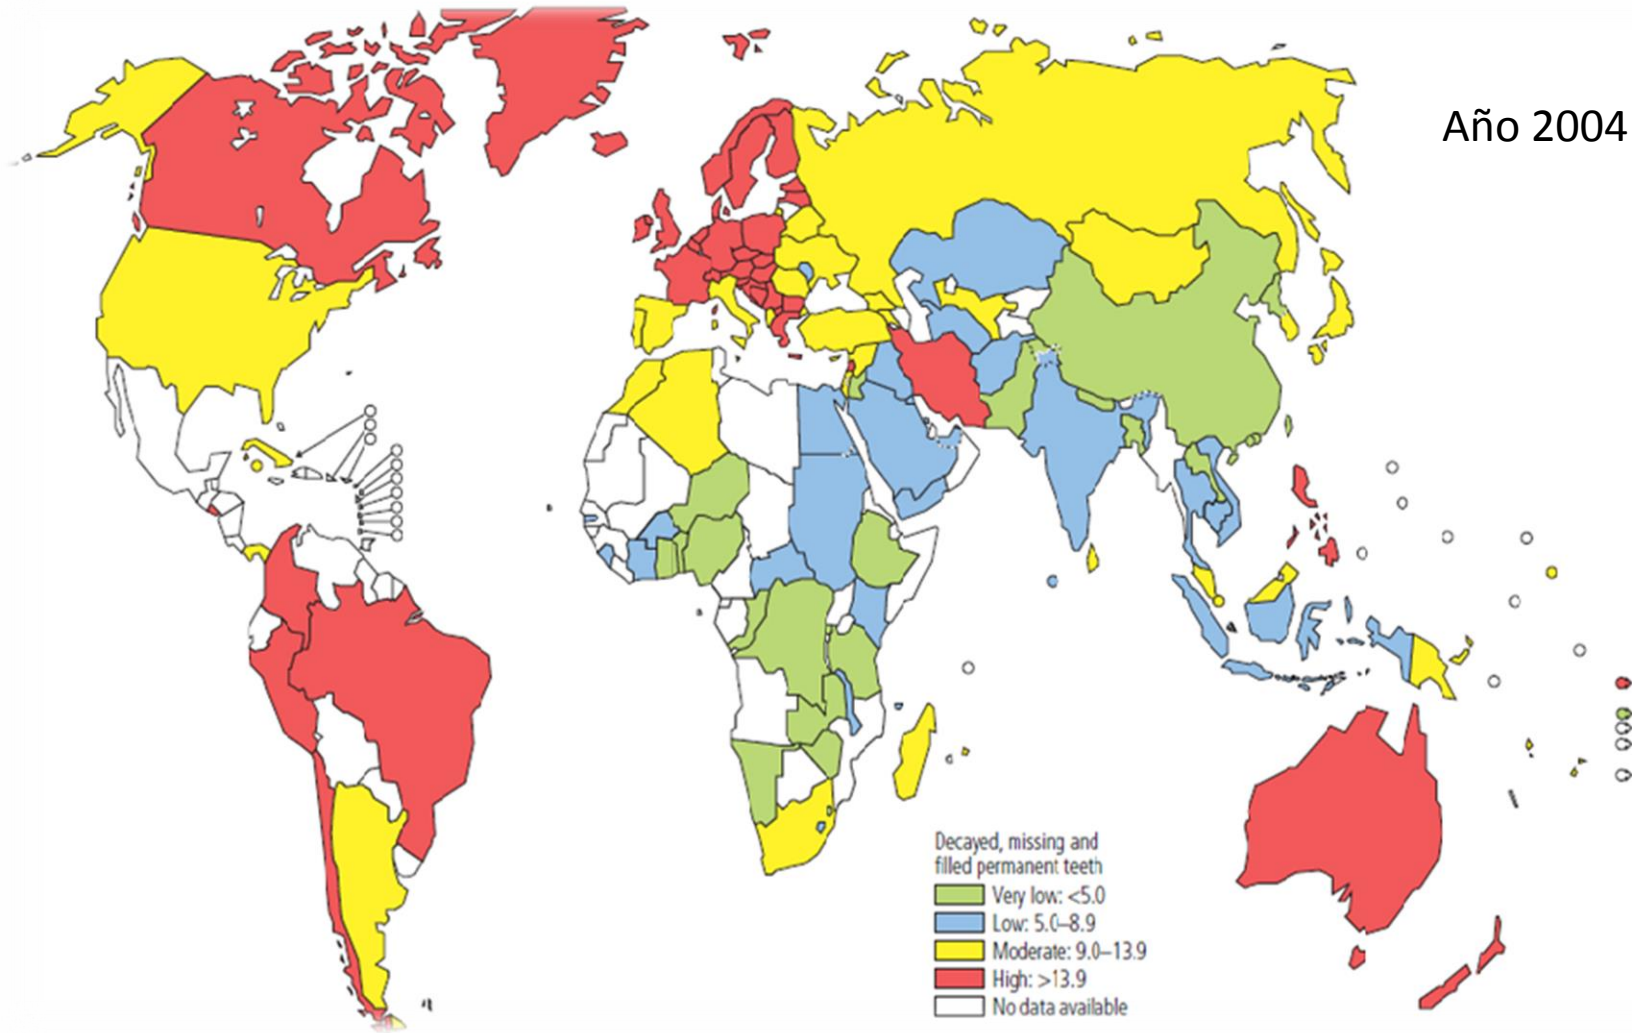 Año 2004
Decayed, missing and
filled permanent teeth
Very low: <5.0
Low: 5.0–8.9
Moderate: 9.0–13.9
High: >13.9
No data available